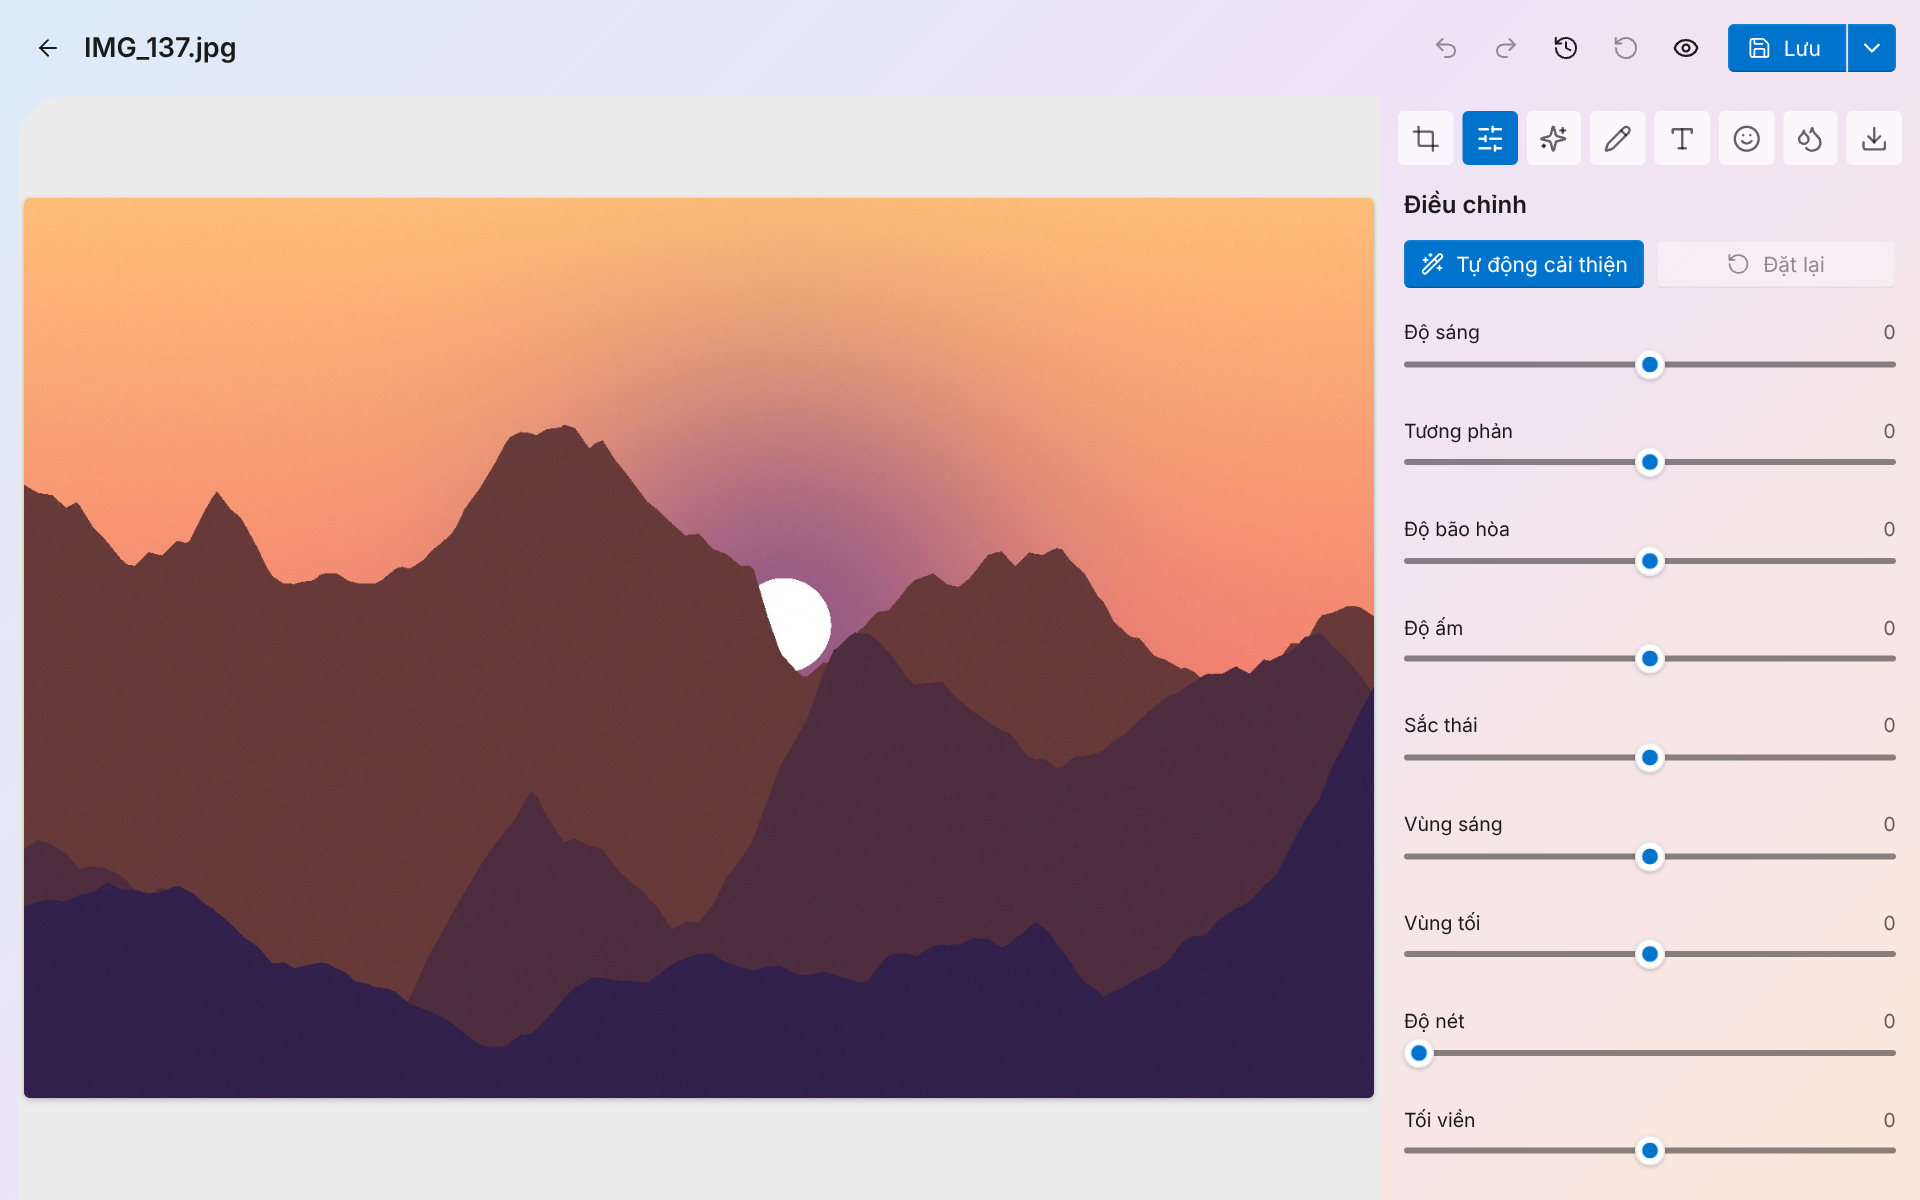 IMG_137.jpg
Lưu
Điều chỉnh
Tự động cải thiện
Đặt lại
Độ sáng 0
Tương phản 0
Độ bão hòa 0
Độ ấm 0
Sắc thái 0
Vùng sáng 0
Vùng tối 0
Độ nét 0
Tối viền 0